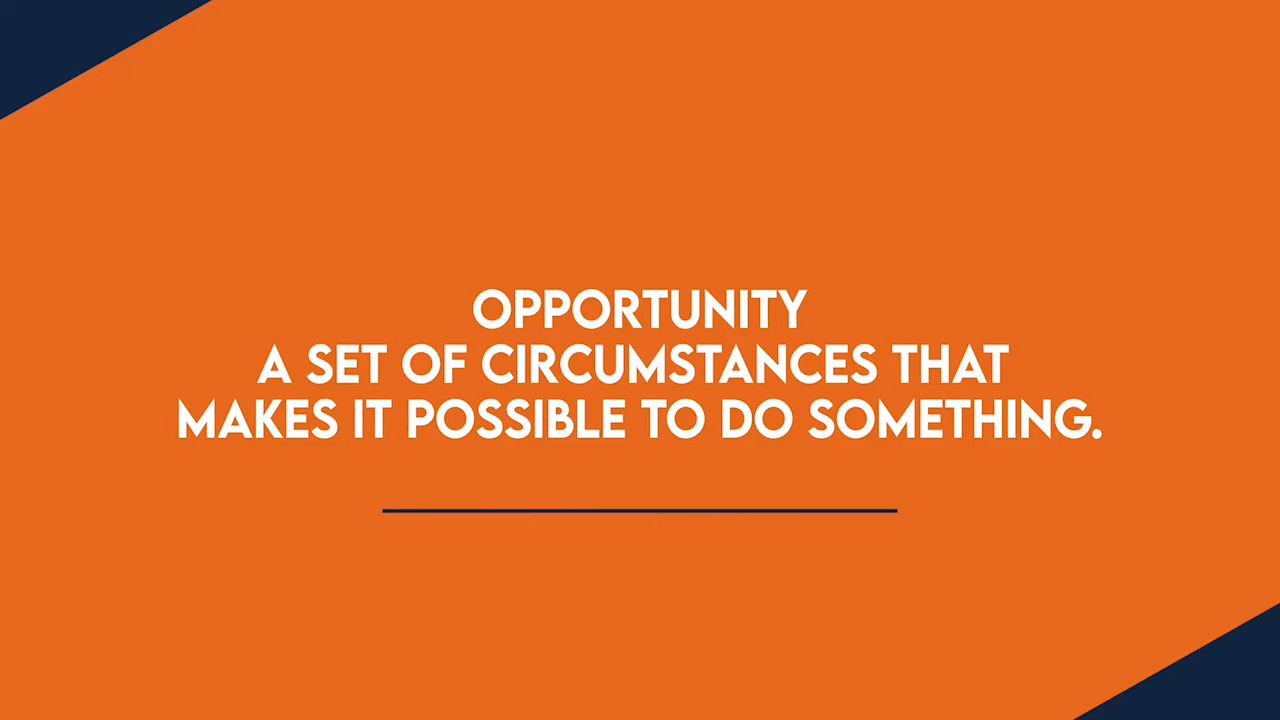 OPPORTUNITY
A SET OF CIRCUMSTANCES THAT
MAKES IT POSSIBLE TO DO SOMETHING.